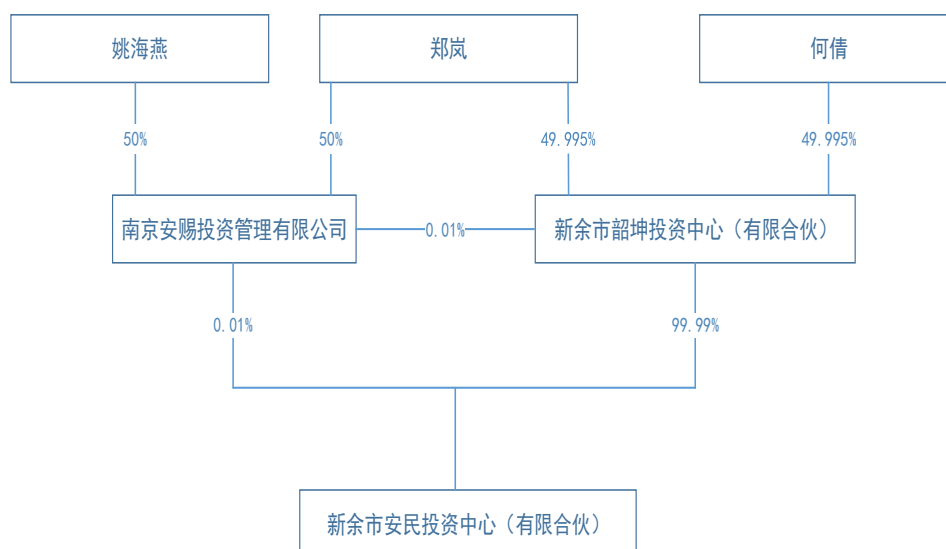 姚海燕
郑岚
何倩
50%
50%
49.995%
49.995%
南京安赐投资管理有限公司
0.01%
新余市韶坤投资中心（有限合伙）
0.01%
99.99%
新余市安民投资中心（有限合伙）